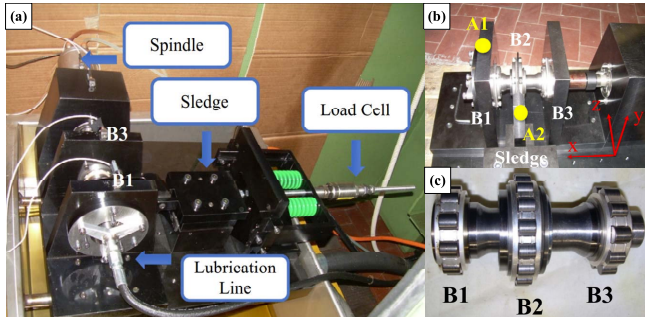 (a)
Spindle
Sledge
Load Cell
B3
B1
Lubrication
Line
(b)
A1
B2
B1
B3
A2
Sledge
x
z
y
(c)
B1
B2
B3